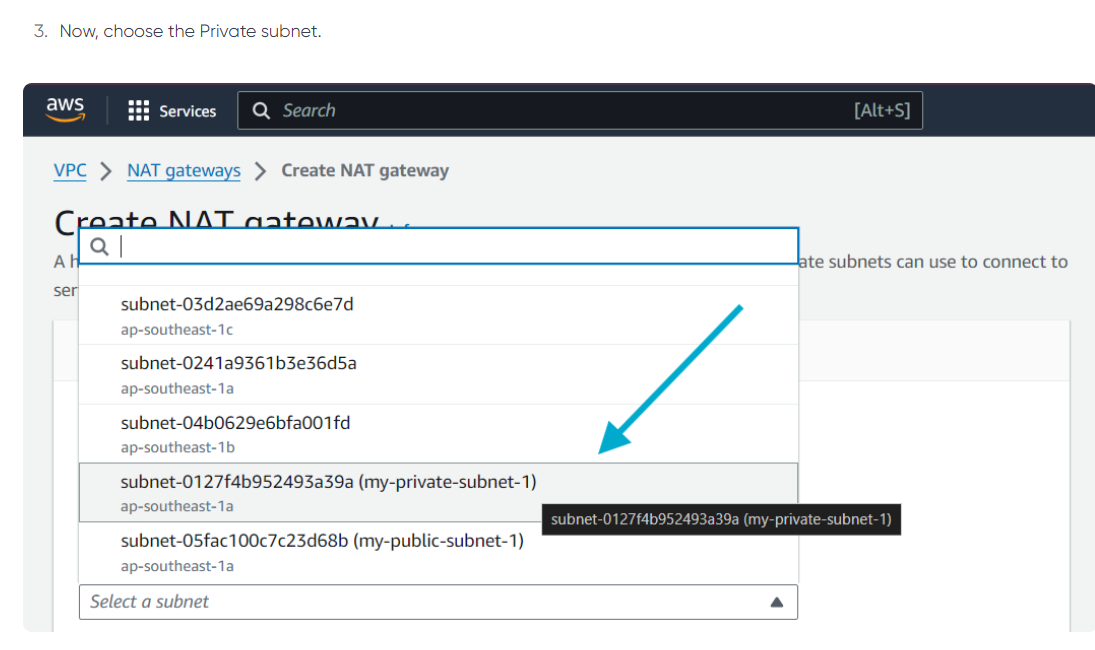 3. Now, choose the Private subnet.
aws
Services
Search
[Alt+S]
VPC
NAT gateways
Create NAT gateway
Create NAT gateway
A
ate subnets can use to connect to
ser
subnet-03d2ae69a298c6e7d
ap-southeast-1c
subnet-0241a9361b3e36d5a
ap-southeast-1a
subnet-04b0629e6bfa001fd
ap-southeast-1b
subnet-0127f4b952493a39a (my-private-subnet-1)
ap-southeast-1a
subnet-0127f4b952493a39a (my-private-subnet-1)
subnet-05fac100c7c23d68b (my-public-subnet-1)
ap-southeast-1a
Select a subnet